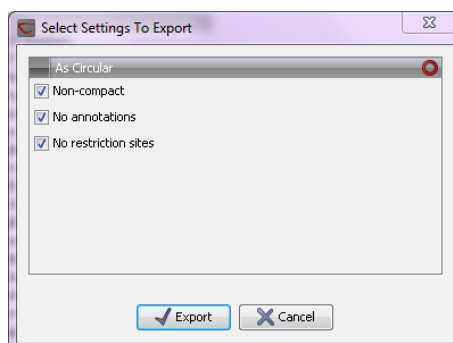 Select Settings To Export
As Circular
Non-compact
No annotations
No restriction sites
Export
Cancel